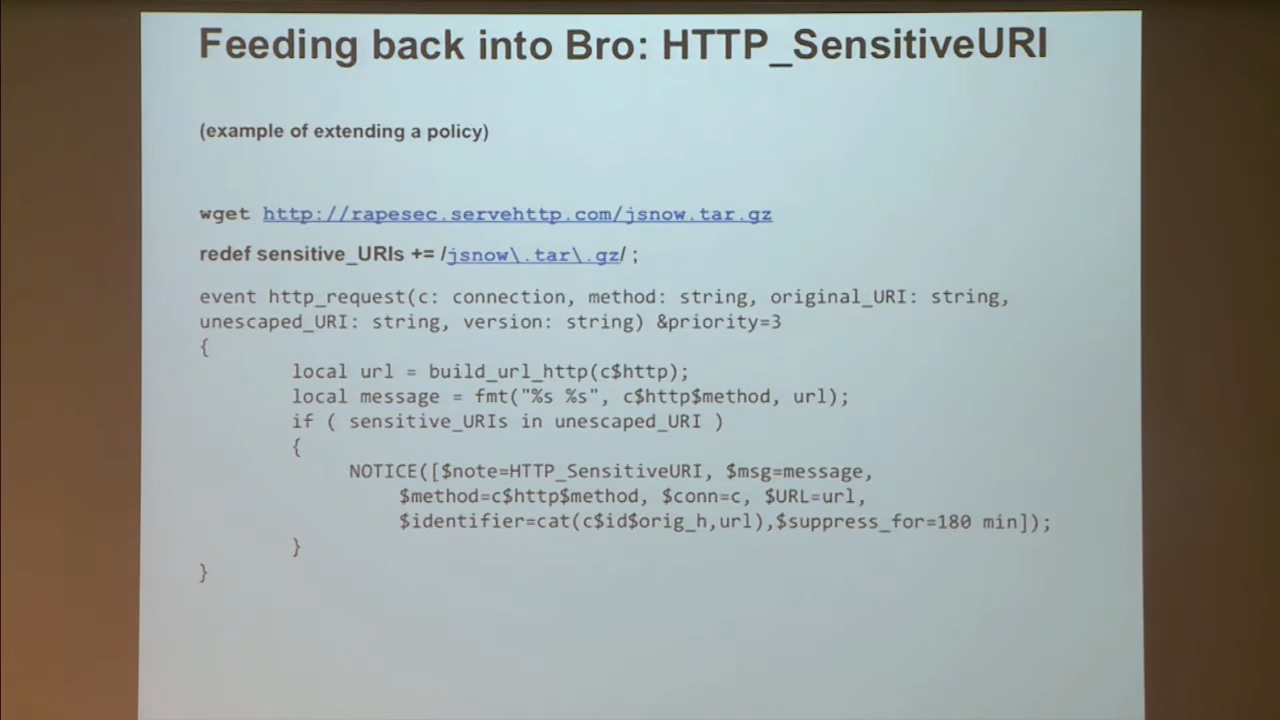 Feeding back into Bro: HTTP_SensitiveURI
(example of extending a policy)
wget http://rapesec.servehttp.com/jsnow.tar.gz
redef sensitive_URIs += /jsnow\.tar\.gz/ ;
event http_request(c: connection, method: string, original_URI: string,
unescaped_URI: string, version: string) &priority=3
{
local url = build_url_http(c$http);
local message = fmt("%s %s", c$http$method, url);
if ( sensitive_URIs in unescaped_URI )
{
NOTICE([$note=HTTP_SensitiveURI, $msg=message,
$method=c$http$method, $conn=c, $URL=url,
$identifier=cat(c$id$orig_h,url),$suppress_for=180 min]);
}
}